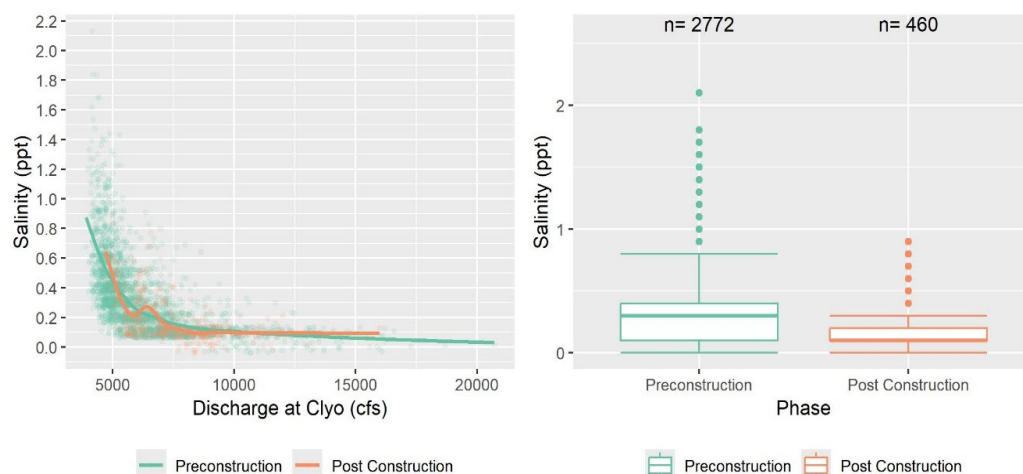 2.2
2.0
1.8
1.6
1.4
1.2
1.0
0.8
0.6
0.4
0.2
0.0
Salinity (ppt)
5000 10000 15000 20000
Discharge at Clyo (cfs)
Preconstruction Post Construction
n= 2772 n= 460
2
1
0
Salinity (ppt)
Preconstruction Post Construction
Phase
Preconstruction Post Construction